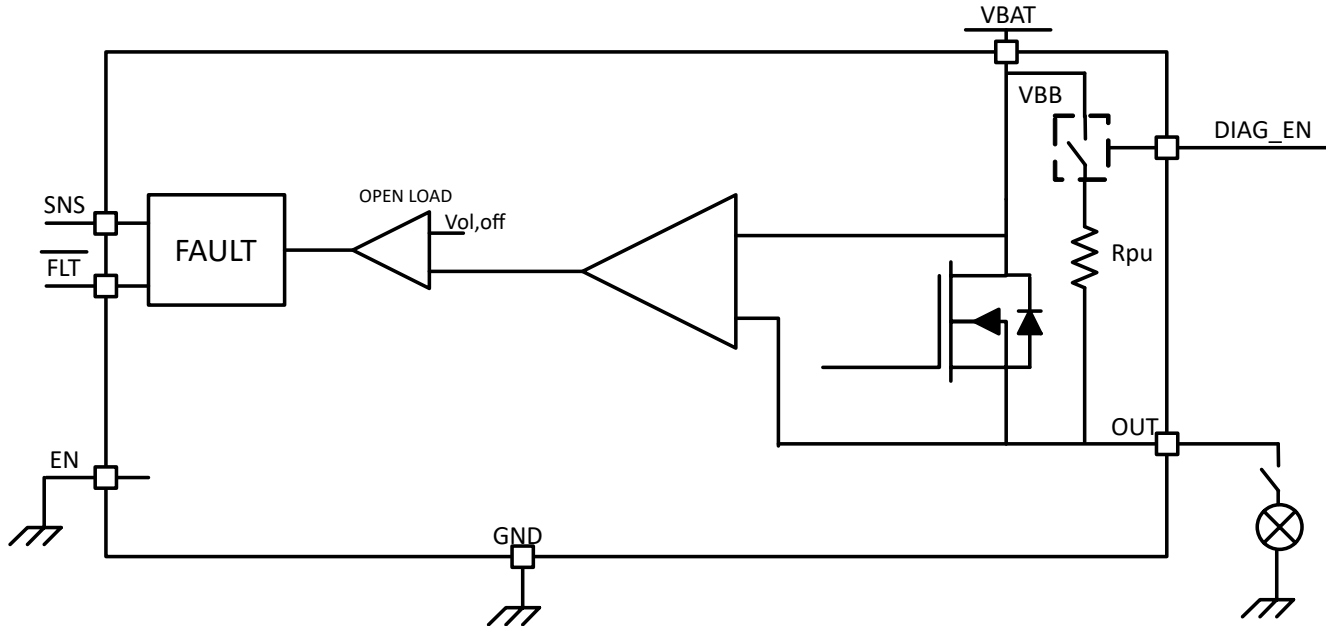 VBAT
VBB
DIAG_EN
SNS
OPEN LOAD
Vol,off
FAULT
FLT
Rpu
OUT
EN
GND